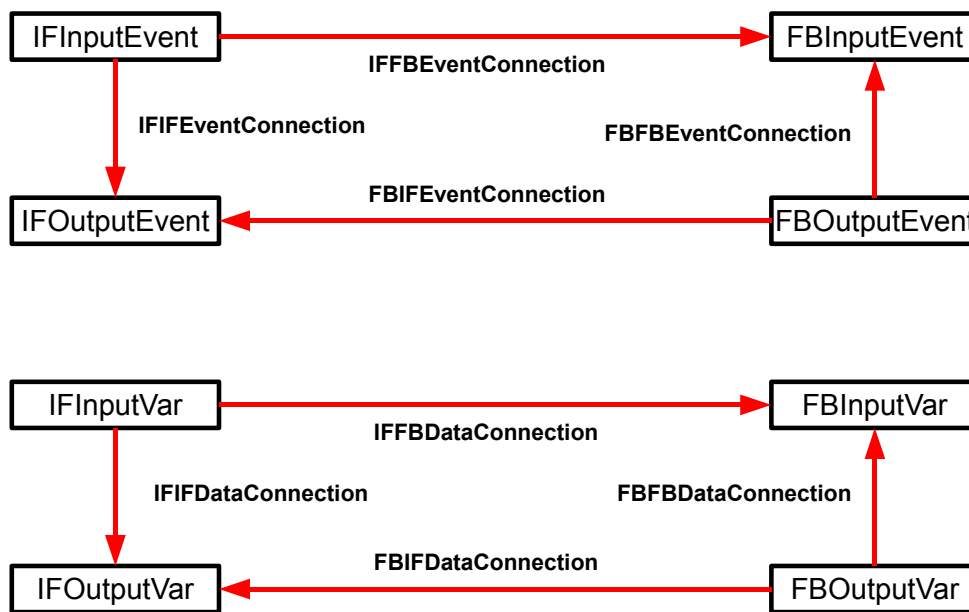 IFInputEvent
FBInputEvent
IFFBEventConnection
IFIFEventConnection
FBFBEventConnection
FBIFEventConnection
IFOutputEvent
FBOutputEvent
IFInputVar
FBInputVar
IFFBDataConnection
IFIFDataConnection
FBFBDataConnection
FBIFDataConnection
IFOutputVar
FBOutputVar